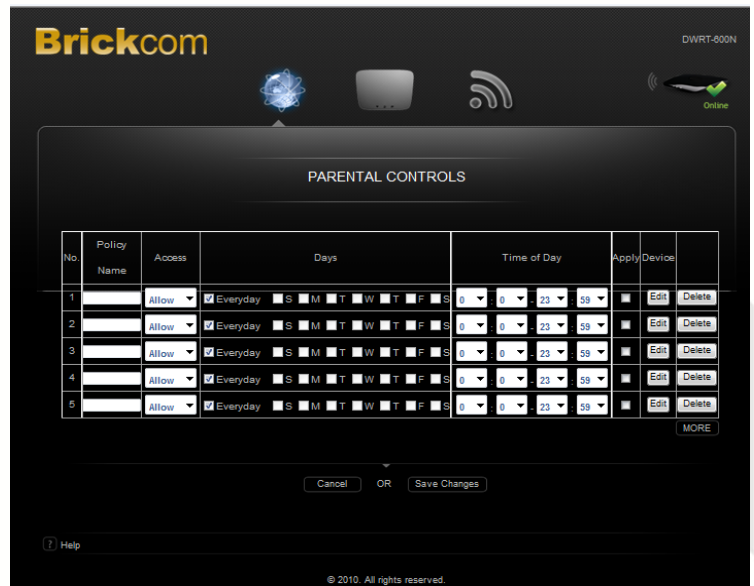 Brickcom
DWRT-600N
Online
PARENTAL CONTROLS
No. Policy Name Access Days Time of Day Apply Device
1 Allow Everyday S M T W T F S 0 : 0 - 23 : 59 Edit Delete
2 Allow Everyday S M T W T F S 0 : 0 - 23 : 59 Edit Delete
3 Allow Everyday S M T W T F S 0 : 0 - 23 : 59 Edit Delete
4 Allow Everyday S M T W T F S 0 : 0 - 23 : 59 Edit Delete
5 Allow Everyday S M T W T F S 0 : 0 - 23 : 59 Edit Delete
MORE
Cancel OR Save Changes
? Help
© 2010. All rights reserved.